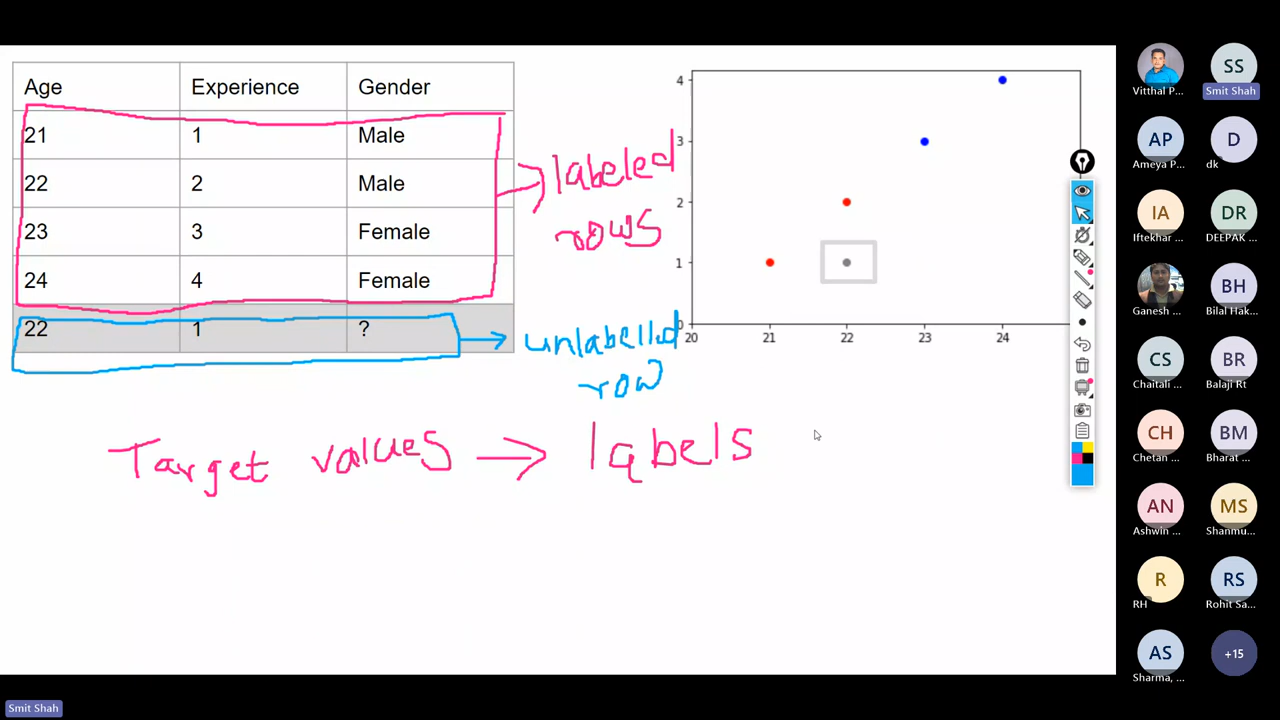 Age Experience Gender
21 1 Male
22 2 Male
23 3 Female
24 4 Female
22 1 ?
labeled
rows
unlabelled
row
Target values → labels
4
3
2
1
0
20 21 22 23 24
Vitthal P...
SS
Smit Shah
AP
Ameya P...
D
dk
IA
Iftekhar ...
DR
DEEPAK ...
Ganesh ...
BH
Bilal Hak...
CS
Chaitali ...
BR
Balaji Rt
CH
Chetan ...
BM
Bharat ...
AN
Ashwin ...
MS
Shanmu...
R
RH
RS
Rohit Sa...
AS
Sharma, ...
+15
Smit Shah